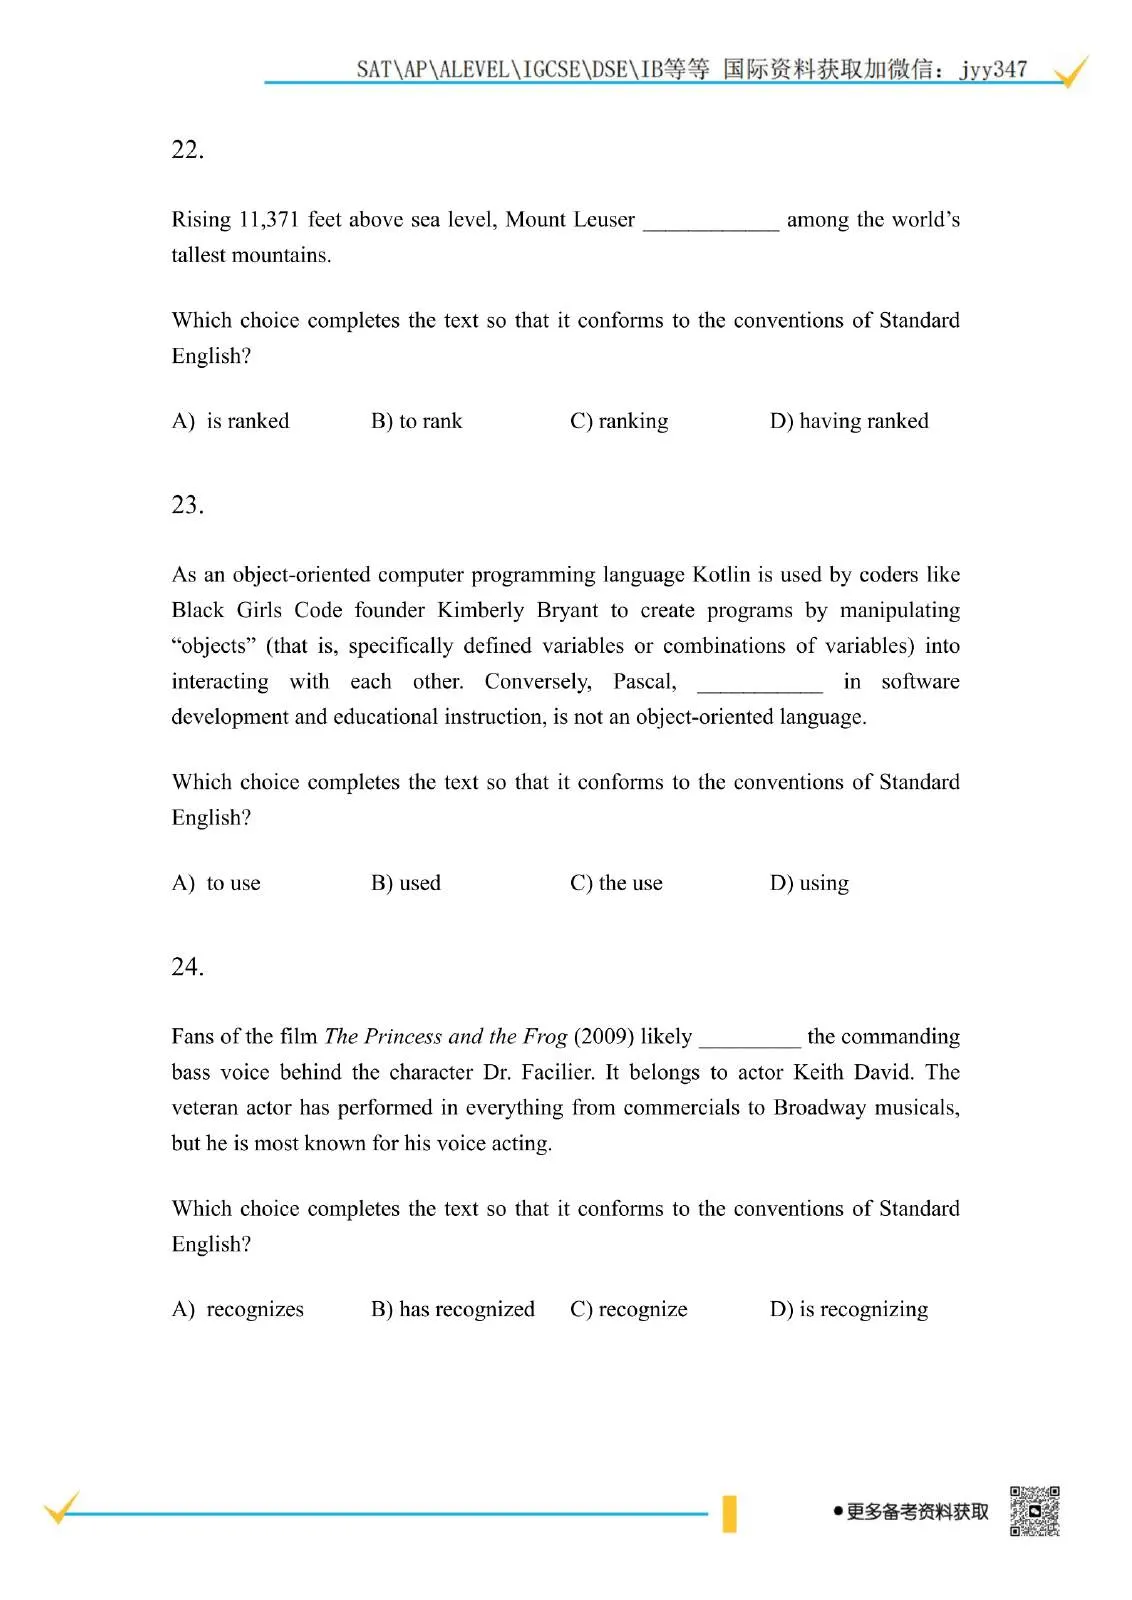 SAT\AP\ALEVEL\IGCSE\DSE\IB等等 国际资料获取加微信：jyy347
22.
Rising 11,371 feet above sea level, Mount Leuser ____________ among the world’s
tallest mountains.
Which choice completes the text so that it conforms to the conventions of Standard
English?
A) is ranked B) to rank C) ranking D) having ranked
23.
As an object-oriented computer programming language Kotlin is used by coders like
Black Girls Code founder Kimberly Bryant to create programs by manipulating
“objects” (that is, specifically defined variables or combinations of variables) into
interacting with each other. Conversely, Pascal, ___________ in software
development and educational instruction, is not an object-oriented language.
Which choice completes the text so that it conforms to the conventions of Standard
English?
A) to use B) used C) the use D) using
24.
Fans of the film The Princess and the Frog (2009) likely _________ the commanding
bass voice behind the character Dr. Facilier. It belongs to actor Keith David. The
veteran actor has performed in everything from commercials to Broadway musicals,
but he is most known for his voice acting.
Which choice completes the text so that it conforms to the conventions of Standard
English?
A) recognizes B) has recognized C) recognize D) is recognizing
●更多备考资料获取